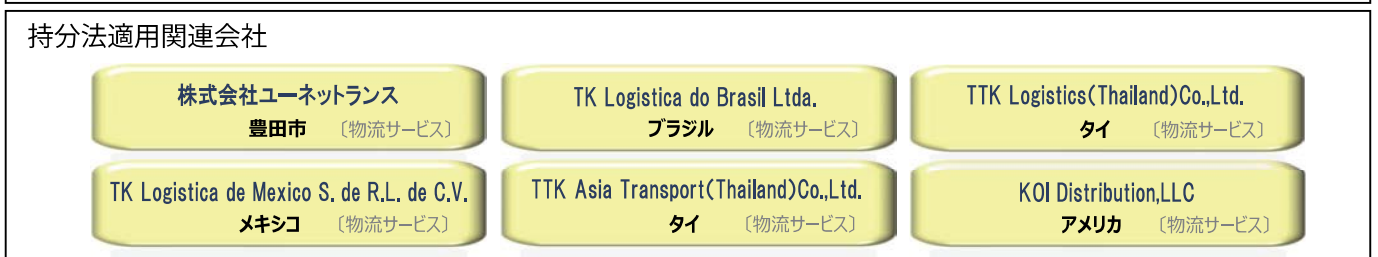 持分法適用関連会社
株式会社ユーネットランス
豊田市 〔物流サービス〕
TK Logistica do Brasil Ltda.
ブラジル 〔物流サービス〕
TTK Logistics(Thailand)Co.,Ltd.
タイ 〔物流サービス〕
TK Logistica de Mexico S. de R.L. de C.V.
メキシコ 〔物流サービス〕
TTK Asia Transport(Thailand)Co.,Ltd.
タイ 〔物流サービス〕
KOI Distribution,LLC
アメリカ 〔物流サービス〕